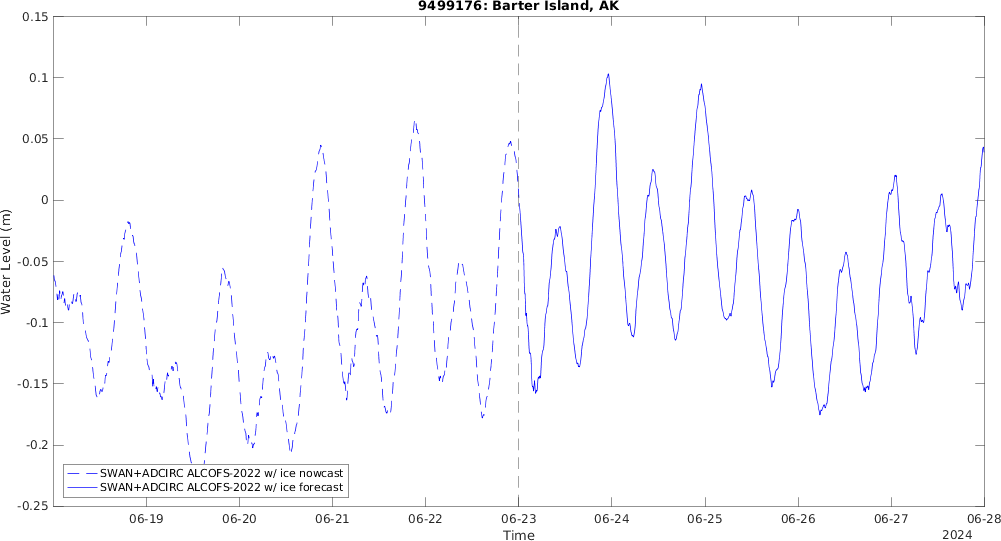 9499176: Barter Island, AK
0.15
0.1
0.05
0
-0.05
-0.1
-0.15
-0.2
-0.25
Water Level (m)
SWAN+ADCIRC ALCOFS-2022 w/ ice nowcast
SWAN+ADCIRC ALCOFS-2022 w/ ice forecast
06-19 06-20 06-21 06-22 06-23 06-24 06-25 06-26 06-27 06-28
Time
2024